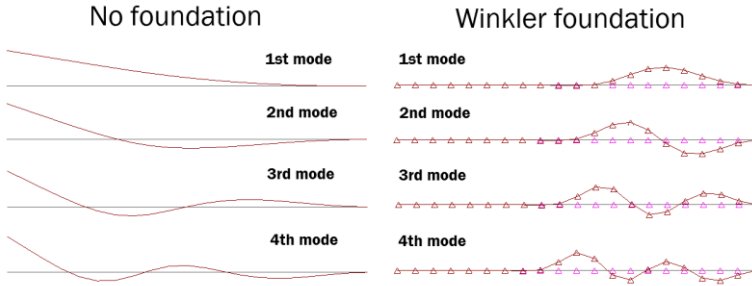 No foundation
1st mode
2nd mode
3rd mode
4th mode
Winkler foundation
1st mode
2nd mode
3rd mode
4th mode